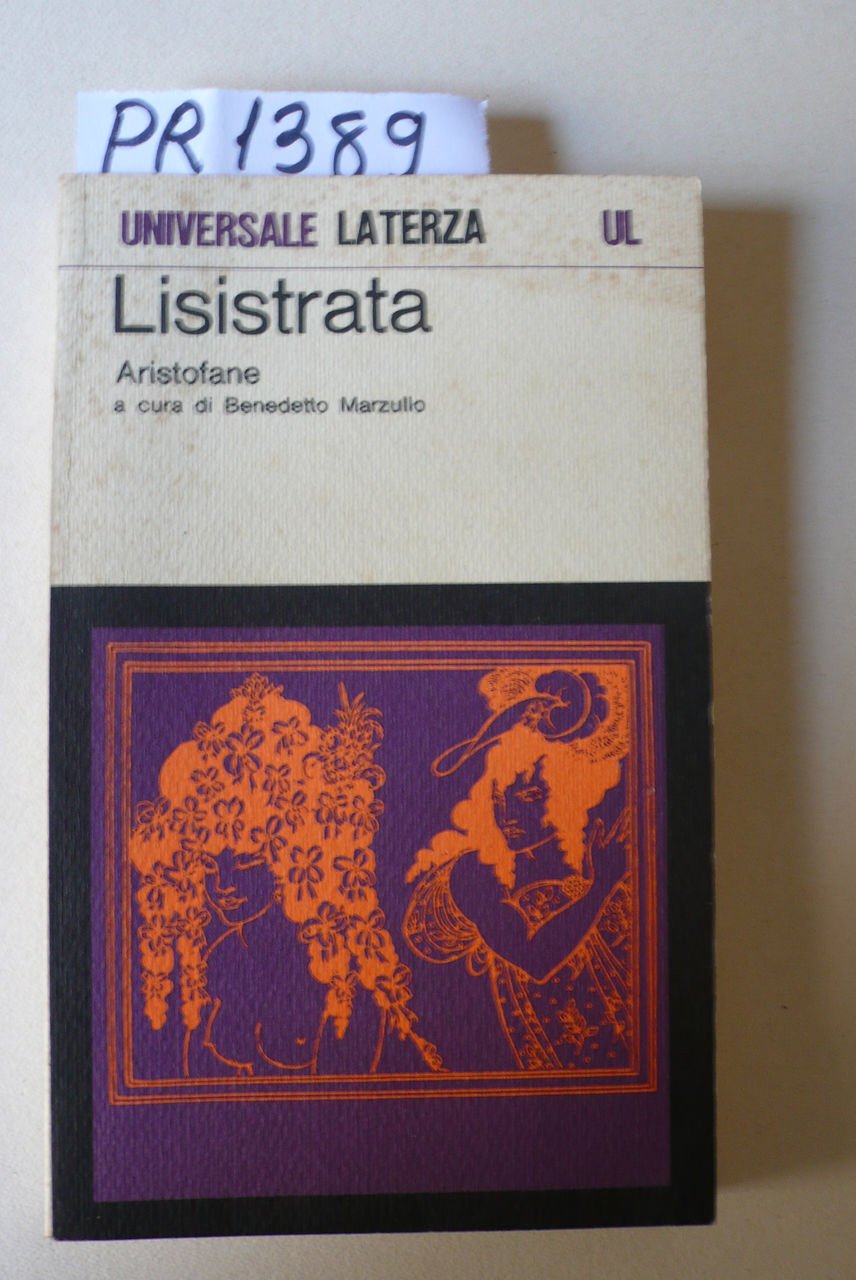 PR 1389
UNIVERSALE LATERZA UL
Lisistrata
Aristofane
a cura di Benedetto Marzullo